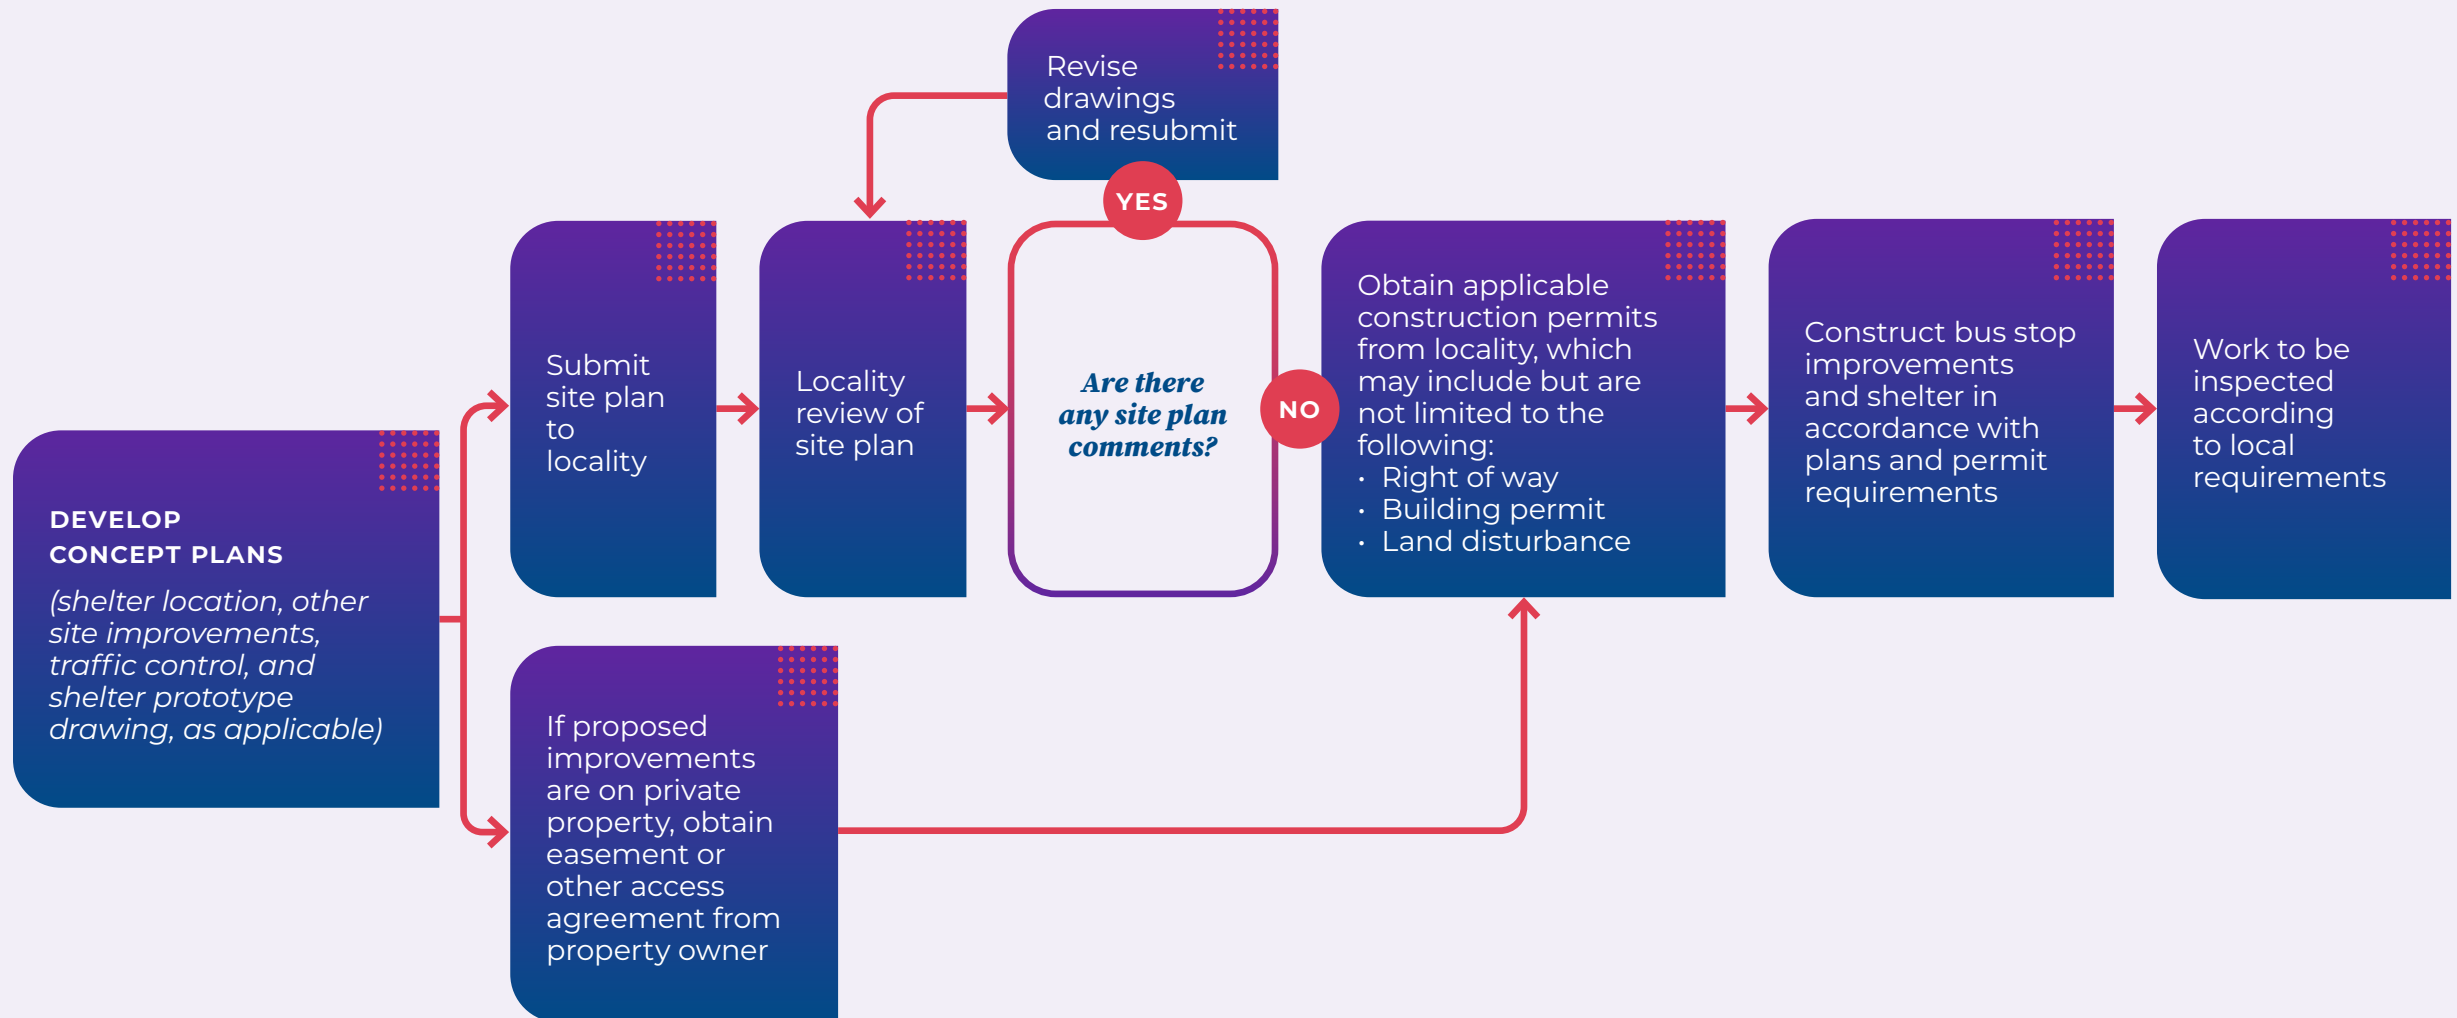 DEVELOP
CONCEPT PLANS
(shelter location, other
site improvements,
traffic control, and
shelter prototype
drawing, as applicable)
Submit
site plan
to
locality
If proposed
improvements
are on private
property, obtain
easement or
other access
agreement from
property owner
Locality
review of
site plan
Revise
drawings
and resubmit
YES
Are there
any site plan
comments?
NO
Obtain applicable
construction permits
from locality, which
may include but are
not limited to the
following:
· Right of way
· Building permit
· Land disturbance
Construct bus stop
improvements
and shelter in
accordance with
plans and permit
requirements
Work to be
inspected
according
to local
requirements